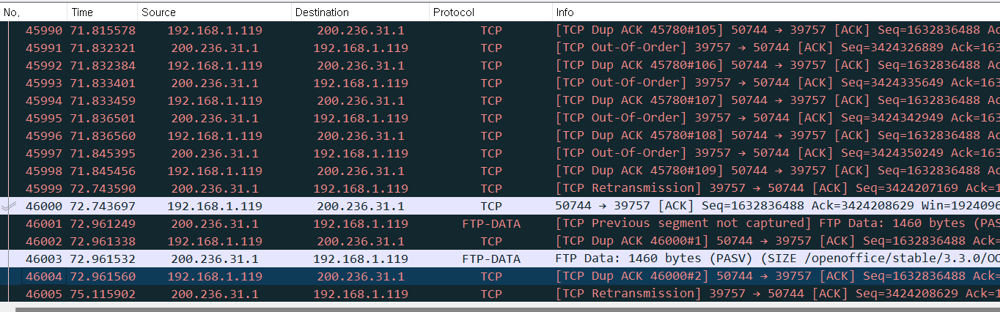 No. Time Source Destination Protocol Info
45990 71.815578 192.168.1.119 200.236.31.1 TCP [TCP Dup ACK 45780#105] 50744 → 39757 [ACK] Seq=1632836488 Ac
45991 71.832321 200.236.31.1 192.168.1.119 TCP [TCP Out-Of-Order] 39757 → 50744 [ACK] Seq=3424326889 Ack=163
45992 71.832384 192.168.1.119 200.236.31.1 TCP [TCP Dup ACK 45780#106] 50744 → 39757 [ACK] Seq=1632836488 Ac
45993 71.833401 200.236.31.1 192.168.1.119 TCP [TCP Out-Of-Order] 39757 → 50744 [ACK] Seq=3424335649 Ack=163
45994 71.833459 192.168.1.119 200.236.31.1 TCP [TCP Dup ACK 45780#107] 50744 → 39757 [ACK] Seq=1632836488 Ac
45995 71.836501 200.236.31.1 192.168.1.119 TCP [TCP Out-Of-Order] 39757 → 50744 [ACK] Seq=3424342949 Ack=163
45996 71.836560 192.168.1.119 200.236.31.1 TCP [TCP Dup ACK 45780#108] 50744 → 39757 [ACK] Seq=1632836488 Ac
45997 71.845395 200.236.31.1 192.168.1.119 TCP [TCP Out-Of-Order] 39757 → 50744 [ACK] Seq=3424350249 Ack=163
45998 71.845456 192.168.1.119 200.236.31.1 TCP [TCP Dup ACK 45780#109] 50744 → 39757 [ACK] Seq=1632836488 Ac
45999 72.743590 200.236.31.1 192.168.1.119 TCP [TCP Retransmission] 39757 → 50744 [ACK] Seq=3424207169 Ack=1
46000 72.743697 192.168.1.119 200.236.31.1 TCP 50744 → 39757 [ACK] Seq=1632836488 Ack=3424208629 Win=1924096
46001 72.961249 200.236.31.1 192.168.1.119 FTP-DATA [TCP Previous segment not captured] FTP Data: 1460 bytes (PAS
46002 72.961338 192.168.1.119 200.236.31.1 TCP [TCP Dup ACK 46000#1] 50744 → 39757 [ACK] Seq=1632836488 Ack=
46003 72.961532 200.236.31.1 192.168.1.119 FTP-DATA FTP Data: 1460 bytes (PASV) (SIZE /openoffice/stable/3.3.0/OO
46004 72.961560 192.168.1.119 200.236.31.1 TCP [TCP Dup ACK 46000#2] 50744 → 39757 [ACK] Seq=1632836488 Ack=
46005 75.115902 200.236.31.1 192.168.1.119 TCP [TCP Retransmission] 39757 → 50744 [ACK] Seq=3424208629 Ack=1